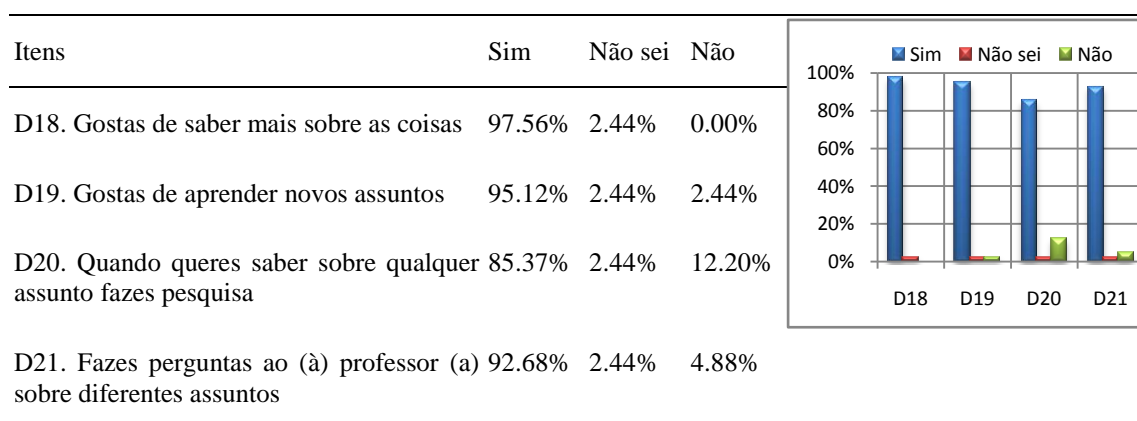 Itens Sim Não sei Não
D18. Gostas de saber mais sobre as coisas 97.56% 2.44% 0.00%
D19. Gostas de aprender novos assuntos 95.12% 2.44% 2.44%
D20. Quando queres saber sobre qualquer 85.37% 2.44% 12.20%
assunto fazes pesquisa
D21. Fazes perguntas ao (à) professor (a) 92.68% 2.44% 4.88%
sobre diferentes assuntos
Sim Não sei Não
100%
80%
60%
40%
20%
0%
D18 D19 D20 D21